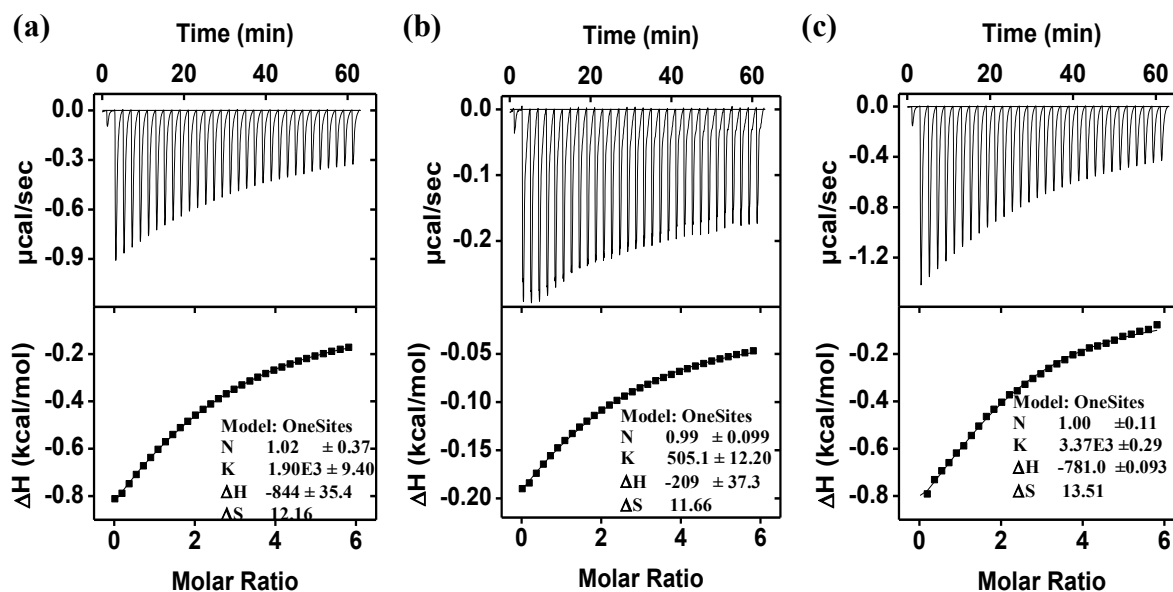 (a)
Time (min)
0 20 40 60
0.0
-0.3
-0.6
-0.9
µcal/sec
-0.2
-0.4
-0.6
-0.8
ΔH (kcal/mol)
Model: OneSites
N 1.02 ± 0.37
K 1.90E3 ± 9.40
ΔH -844 ± 35.4
ΔS 12.16
0 2 4 6
Molar Ratio
(b)
Time (min)
0 20 40 60
0.0
-0.1
-0.2
µcal/sec
-0.05
-0.10
-0.15
-0.20
ΔH (kcal/mol)
Model: OneSites
N 0.99 ± 0.099
K 505.1 ± 12.20
ΔH -209 ± 37.3
ΔS 11.66
0 2 4 6
Molar Ratio
(c)
Time (min)
0 20 40 60
0.0
-0.4
-0.8
-1.2
µcal/sec
-0.2
-0.4
-0.6
-0.8
ΔH (kcal/mol)
Model: OneSites
N 1.00 ±0.11
K 3.37E3 ±0.29
ΔH -781.0 ±0.093
ΔS 13.51
0 2 4 6
Molar Ratio